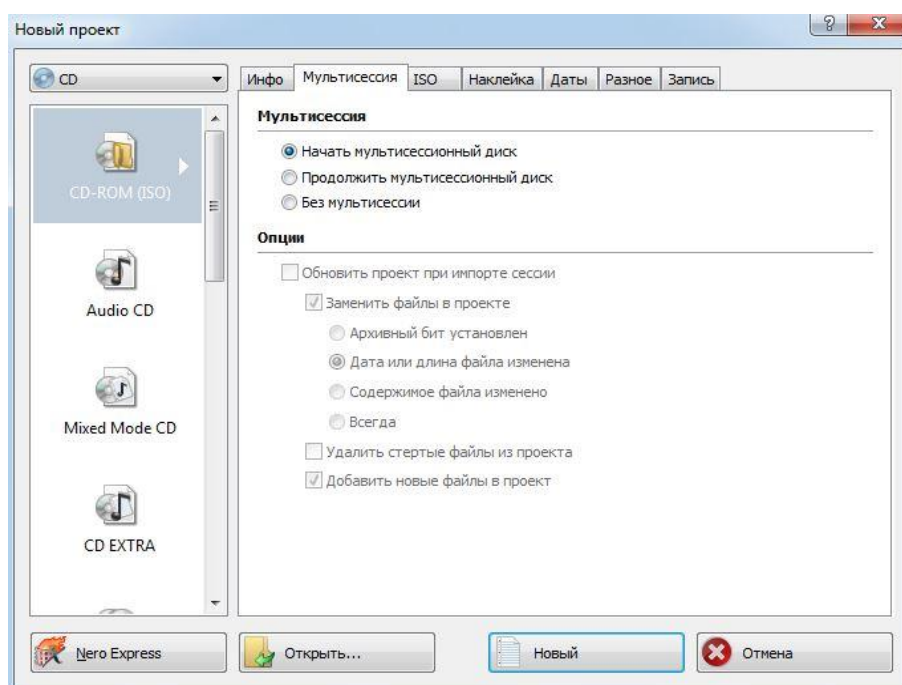 Новый проект
CD
Инфо Мультисессия ISO Наклейка Даты Разное Запись
CD-ROM (ISO)
Audio CD
Mixed Mode CD
CD EXTRA
Мультисессия
Начать мультисессионный диск
Продолжить мультисессионный диск
Без мультисессии
Опции
Обновить проект при импорте сессии
Заменить файлы в проекте
Архивный бит установлен
Дата или длина файла изменена
Содержимое файла изменено
Всегда
Удалить стертые файлы из проекта
Добавить новые файлы в проект
Nero Express Открыть... Новый Отмена